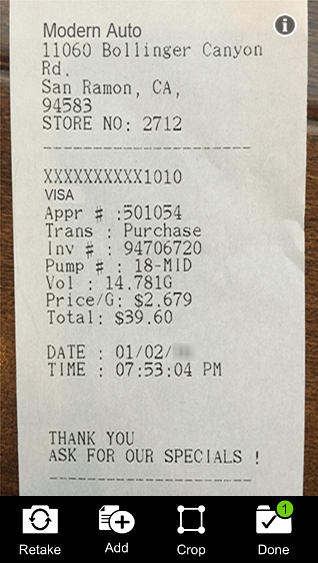 Modern Auto
11060 Bollinger Canyon
Rd.
San Ramon, CA,
94583
STORE NO: 2712
XXXXXXXXXX1010
VISA
Appr # :501054
Trans : Purchase
Inv # : 94706720
Pump # : 18-MID
Vol : 14.781G
Price/G: $2.679
Total: $39.60
DATE : 01/02/
TIME : 07:53:04 PM
THANK YOU
ASK FOR OUR SPECIALS !
1
Retake Add Crop Done